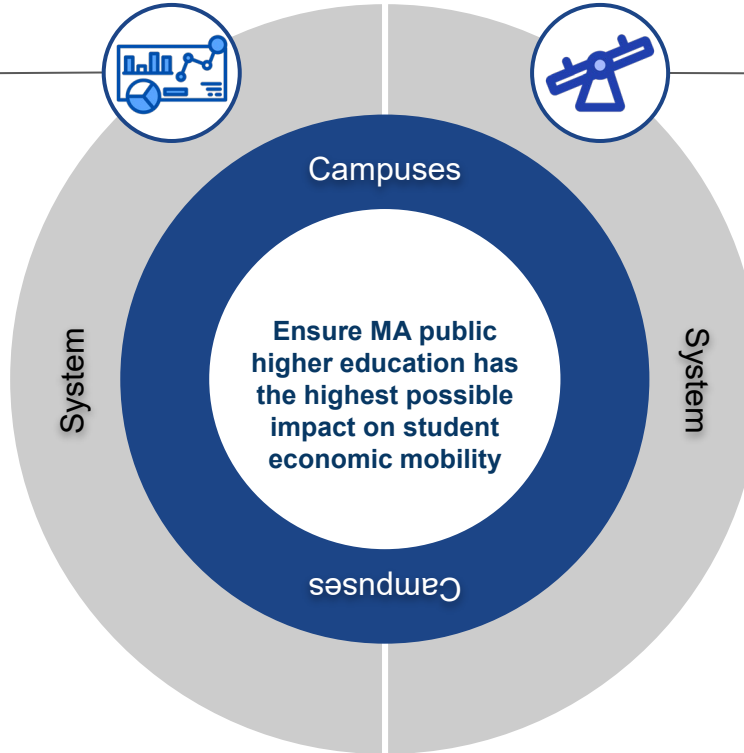 Campuses
System
Ensure MA public
higher education has
the highest possible
impact on student
economic mobility
System
Campuses